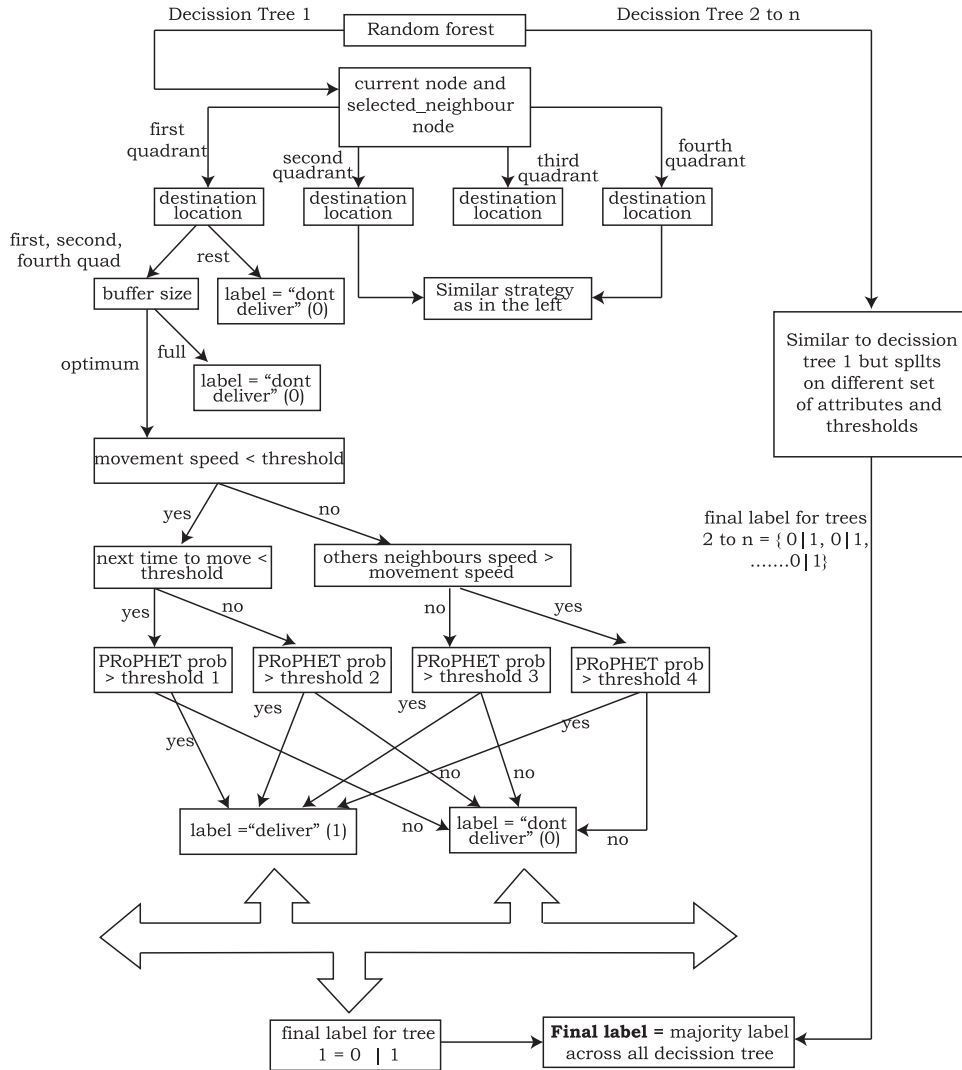 Decission Tree 1
Decission Tree 2 to n
Random forest
current node and
selected_neighbour
node
first
quadrant
second
quadrant
third
quadrant
fourth
quadrant
destination
location
destination
location
destination
location
destination
location
first, second,
fourth quad
rest
buffer size
label = “dont
deliver” (0)
Similar strategy
as in the left
optimum
full
label = “dont
deliver” (0)
Similar to decission
tree 1 but spllts
on different set
of attributes and
thresholds
movement speed < threshold
yes
no
next time to move <
threshold
others neighbours speed >
movement speed
final label for trees
2 to n = { 0|1, 0|1,
.......0|1}
yes
no
no
yes
PRoPHET prob
> threshold 1
PRoPHET prob
> threshold 2
PRoPHET prob
> threshold 3
PRoPHET prob
> threshold 4
yes
yes
yes
yes
no
no
no
no
label =“deliver” (1)
label = “dont
deliver” (0)
final label for tree
1 = 0 | 1
Final label = majority label
across all decission tree